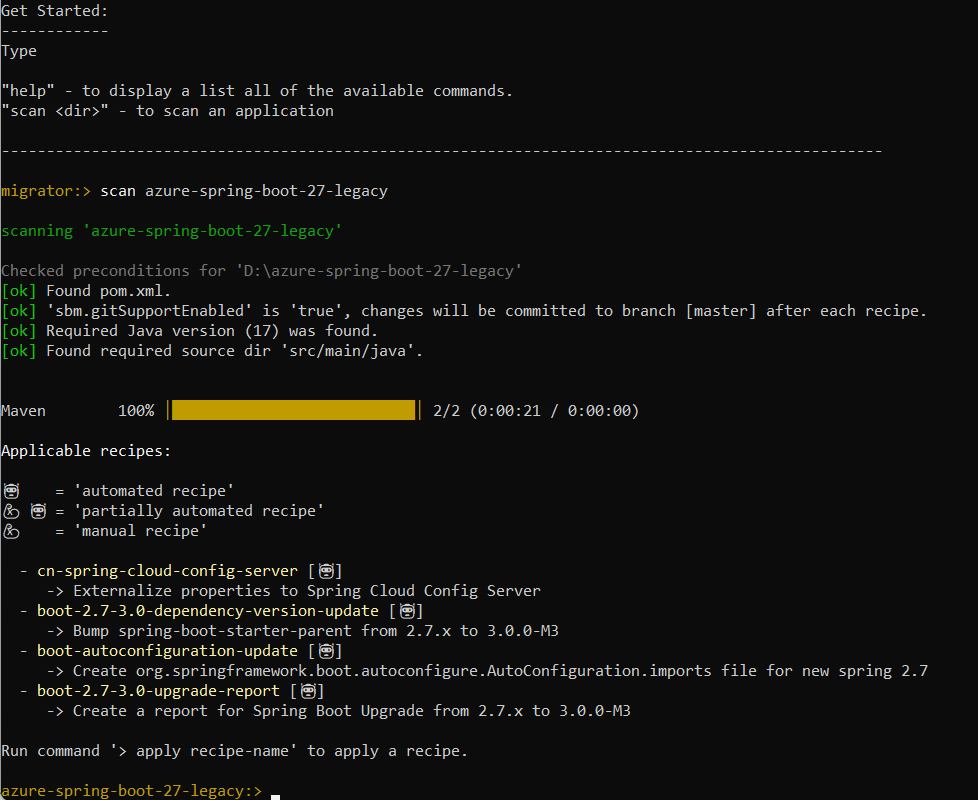 Get Started:
------------
Type
"help" - to display a list all of the available commands.
"scan <dir>" - to scan an application
--------------------------------------------------------------------------------------------------
migrator:> scan azure-spring-boot-27-legacy
scanning 'azure-spring-boot-27-legacy'
Checked preconditions for 'D:\azure-spring-boot-27-legacy'
[ok] Found pom.xml.
[ok] 'sbm.gitSupportEnabled' is 'true', changes will be committed to branch [master] after each recipe.
[ok] Required Java version (17) was found.
[ok] Found required source dir 'src/main/java'.
Maven        100% │███████████████████████████│ 2/2 (0:00:21 / 0:00:00)
Applicable recipes:
🤖    = 'automated recipe'
💪 🤖 = 'partially automated recipe'
💪    = 'manual recipe'
  - cn-spring-cloud-config-server [🤖]
     -> Externalize properties to Spring Cloud Config Server
  - boot-2.7-3.0-dependency-version-update [🤖]
     -> Bump spring-boot-starter-parent from 2.7.x to 3.0.0-M3
  - boot-autoconfiguration-update [🤖]
     -> Create org.springframework.boot.autoconfigure.AutoConfiguration.imports file for new spring 2.7
  - boot-2.7-3.0-upgrade-report [🤖]
     -> Create a report for Spring Boot Upgrade from 2.7.x to 3.0.0-M3
Run command '> apply recipe-name' to apply a recipe.
azure-spring-boot-27-legacy:>